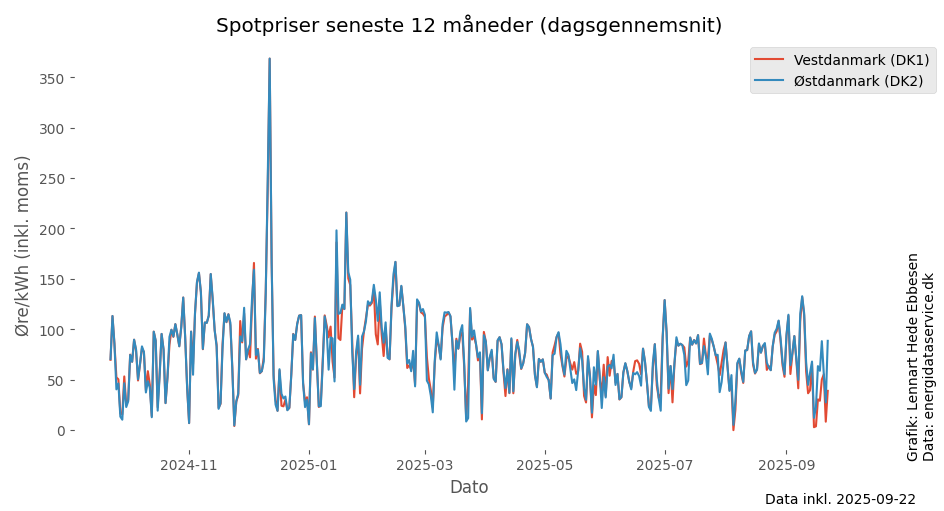 Spotpriser seneste 12 måneder (dagsgennemsnit)
Vestdanmark (DK1)
Østdanmark (DK2)
Øre/kWh (inkl. moms)
350
300
250
200
150
100
50
0
2024-11
2025-01
2025-03
2025-05
2025-07
2025-09
Dato
Grafik: Lennart Hede Ebbesen
Data: energidataservice.dk
Data inkl. 2025-09-22